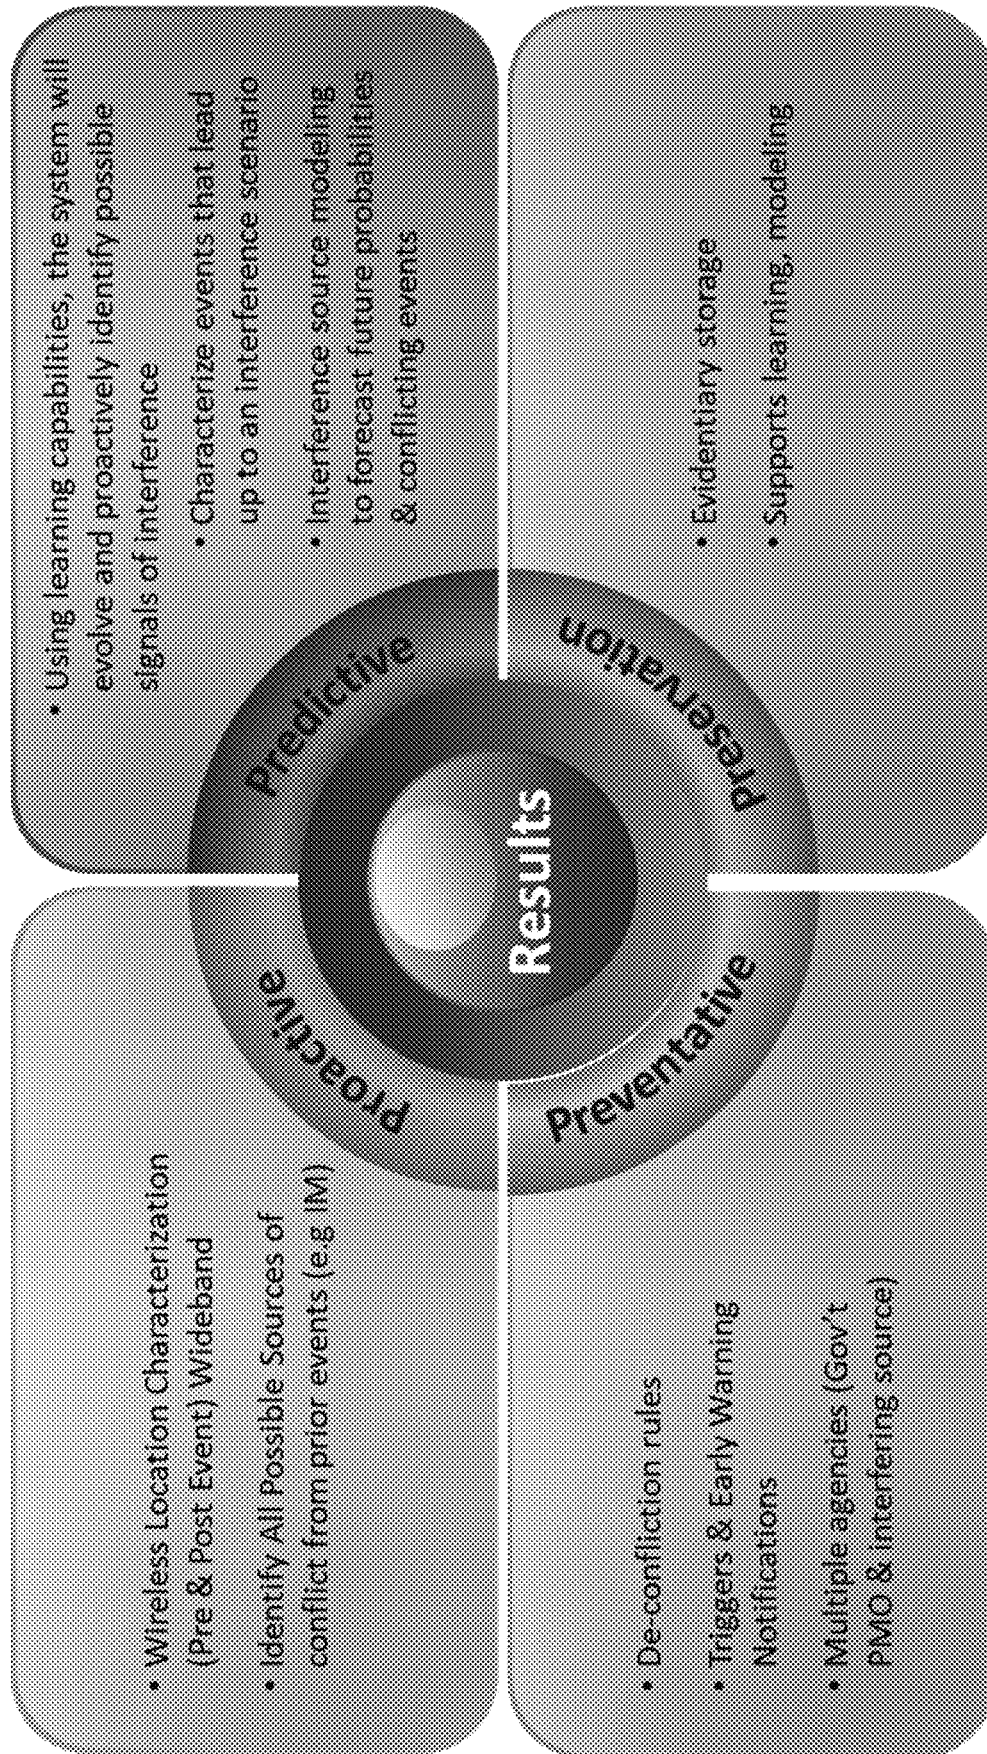 • Wireless Location Characterization
(Pre & Post Event) Wideband
• Identify All Possible Sources of
conflict from prior events (e.g IM)
Proactive
• Using learning capabilities, the system will
evolve and proactively identify possible
signals of interference
• Characterize events that lead
up to an interference scenario
• Interference source modeling
to forecast future probabilities
& conflicting events
Predictive
Results
• De-confliction rules
• Triggers & Early Warning
Notifications
• Multiple agencies (Gov't
PMO & interfering source)
Preventative
Preservation
• Evidentiary storage
• Supports learning, modeling